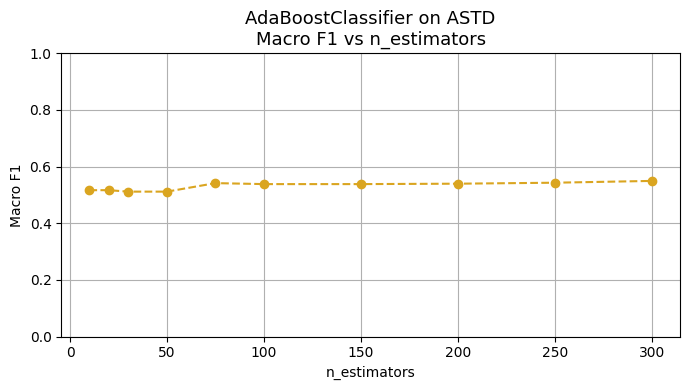 AdaBoostClassifier on ASTD
Macro F1 vs n_estimators
1.0
0.8
0.6
0.4
0.2
0.0
Macro F1
0 50 100 150 200 250 300
n_estimators